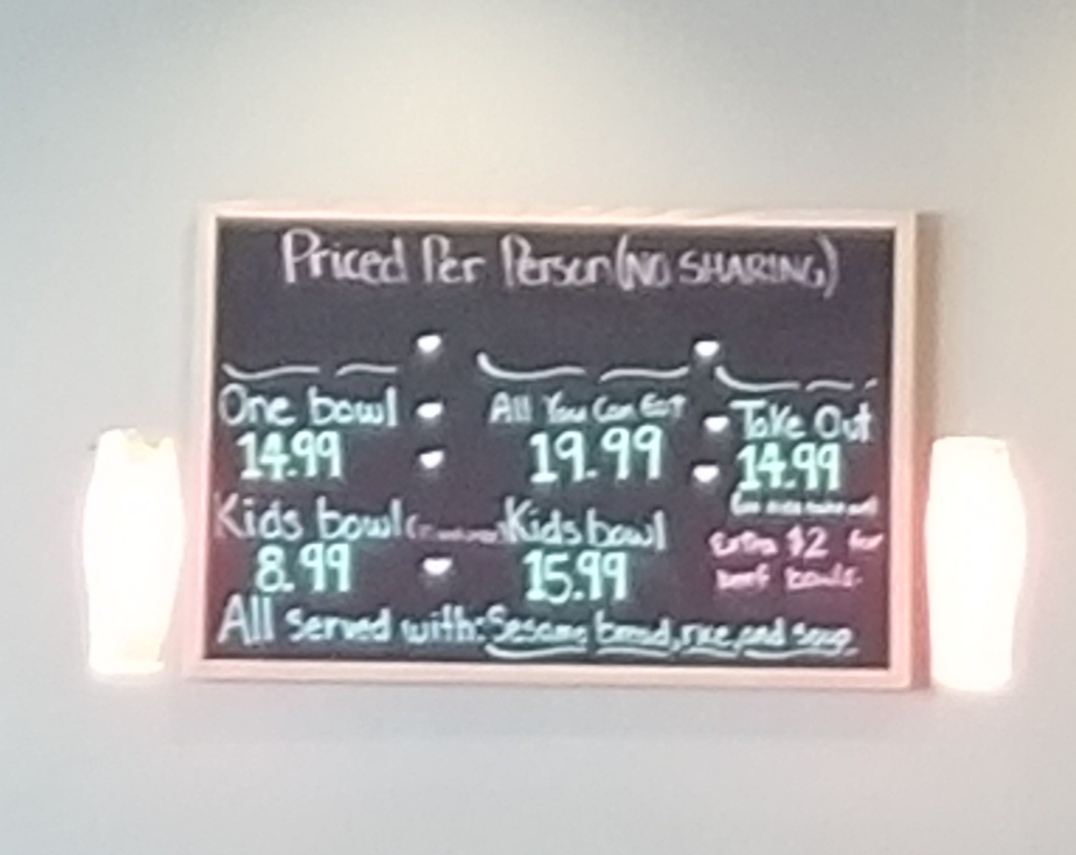 Priced Per Person (NO SHARING)
One bowl
14.99
Kids bowl
8.99
All You Can Eat
19.99
Kids bowl
15.99
Take Out
14.99
Extra $2 for
beef bowls.
All served with: Sesame bread, rice, and soup.